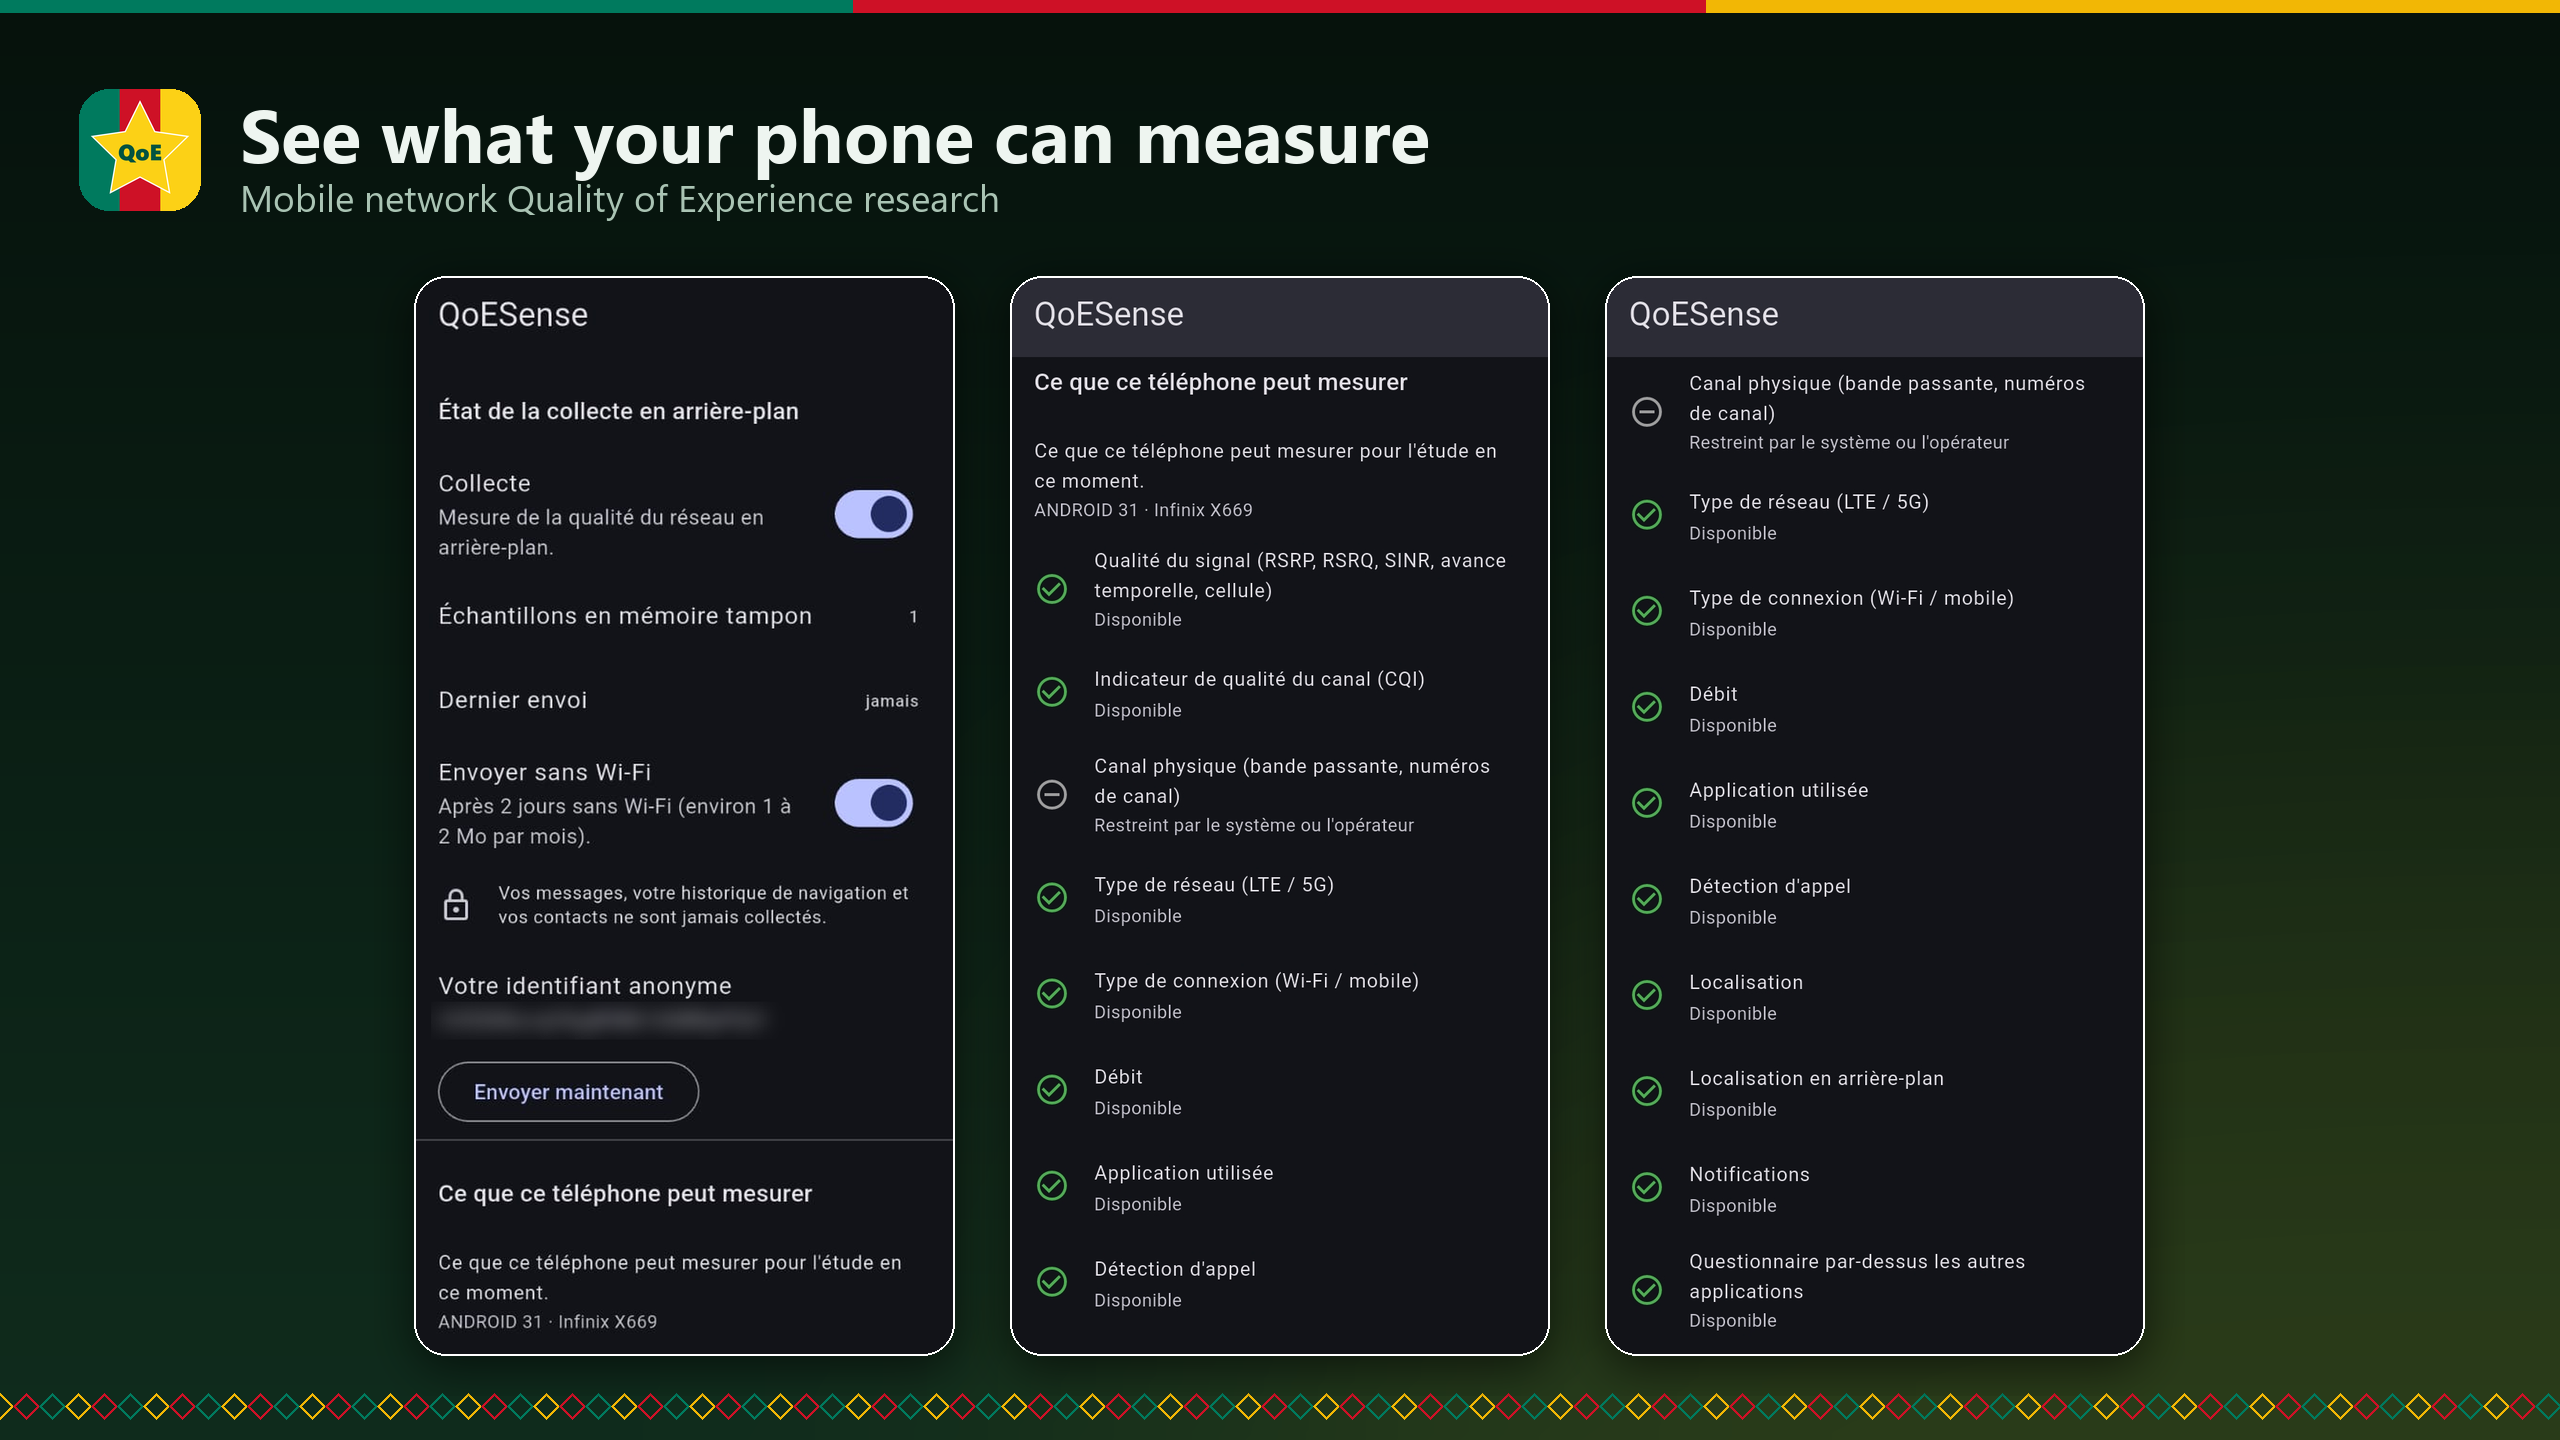 QoE
See what your phone can measure
Mobile network Quality of Experience research
QoESense
État de la collecte en arrière-plan
Collecte
Mesure de la qualité du réseau en
arrière-plan.
Échantillons en mémoire tampon 1
Dernier envoi jamais
Envoyer sans Wi-Fi
Après 2 jours sans Wi-Fi (environ 1 à
2 Mo par mois).
Vos messages, votre historique de navigation et
vos contacts ne sont jamais collectés.
Votre identifiant anonyme
Envoyer maintenant
Ce que ce téléphone peut mesurer
Ce que ce téléphone peut mesurer pour l'étude en
ce moment.
ANDROID 31 · Infinix X669
QoESense
Ce que ce téléphone peut mesurer
Ce que ce téléphone peut mesurer pour l'étude en
ce moment.
ANDROID 31 · Infinix X669
Qualité du signal (RSRP, RSRQ, SINR, avance
temporelle, cellule)
Disponible
Indicateur de qualité du canal (CQI)
Disponible
Canal physique (bande passante, numéros
de canal)
Restreint par le système ou l'opérateur
Type de réseau (LTE / 5G)
Disponible
Type de connexion (Wi-Fi / mobile)
Disponible
Débit
Disponible
Application utilisée
Disponible
Détection d'appel
Disponible
QoESense
Canal physique (bande passante, numéros
de canal)
Restreint par le système ou l'opérateur
Type de réseau (LTE / 5G)
Disponible
Type de connexion (Wi-Fi / mobile)
Disponible
Débit
Disponible
Application utilisée
Disponible
Détection d'appel
Disponible
Localisation
Disponible
Localisation en arrière-plan
Disponible
Notifications
Disponible
Questionnaire par-dessus les autres
applications
Disponible